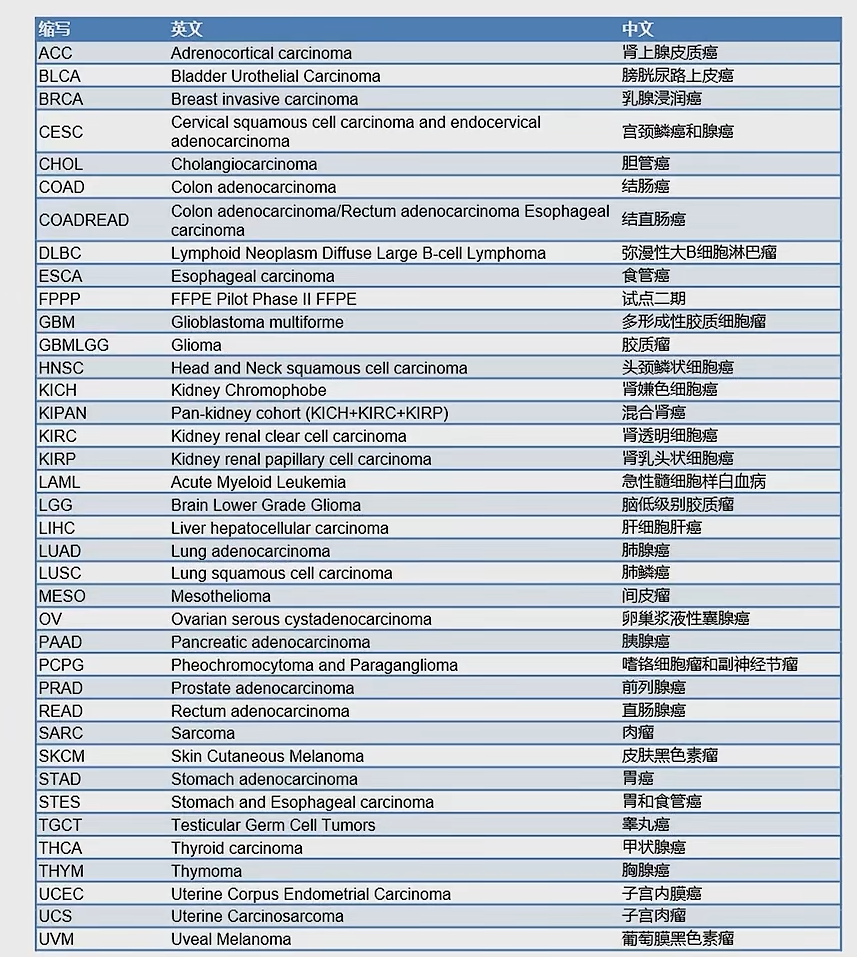 缩写 英文 中文
ACC Adrenocortical carcinoma 肾上腺皮质癌
BLCA Bladder Urothelial Carcinoma 膀胱尿路上皮癌
BRCA Breast invasive carcinoma 乳腺浸润癌
CESC Cervical squamous cell carcinoma and endocervical
adenocarcinoma 宫颈鳞癌和腺癌
CHOL Cholangiocarcinoma 胆管癌
COAD Colon adenocarcinoma 结肠癌
COADREAD Colon adenocarcinoma/Rectum adenocarcinoma Esophageal
carcinoma 结直肠癌
DLBC Lymphoid Neoplasm Diffuse Large B-cell Lymphoma 弥漫性大B细胞淋巴瘤
ESCA Esophageal carcinoma 食管癌
FPPP FFPE Pilot Phase II FFPE 试点二期
GBM Glioblastoma multiforme 多形成性胶质细胞瘤
GBMLGG Glioma 胶质瘤
HNSC Head and Neck squamous cell carcinoma 头颈鳞状细胞癌
KICH Kidney Chromophobe 肾嫌色细胞癌
KIPAN Pan-kidney cohort (KICH+KIRC+KIRP) 混合肾癌
KIRC Kidney renal clear cell carcinoma 肾透明细胞癌
KIRP Kidney renal papillary cell carcinoma 肾乳头状细胞癌
LAML Acute Myeloid Leukemia 急性髓细胞样白血病
LGG Brain Lower Grade Glioma 脑低级别胶质瘤
LIHC Liver hepatocellular carcinoma 肝细胞肝癌
LUAD Lung adenocarcinoma 肺腺癌
LUSC Lung squamous cell carcinoma 肺鳞癌
MESO Mesothelioma 间皮瘤
OV Ovarian serous cystadenocarcinoma 卵巢浆液性囊腺癌
PAAD Pancreatic adenocarcinoma 胰腺癌
PCPG Pheochromocytoma and Paraganglioma 嗜铬细胞瘤和副神经节瘤
PRAD Prostate adenocarcinoma 前列腺癌
READ Rectum adenocarcinoma 直肠腺癌
SARC Sarcoma 肉瘤
SKCM Skin Cutaneous Melanoma 皮肤黑色素瘤
STAD Stomach adenocarcinoma 胃癌
STES Stomach and Esophageal carcinoma 胃和食管癌
TGCT Testicular Germ Cell Tumors 睾丸癌
THCA Thyroid carcinoma 甲状腺癌
THYM Thymoma 胸腺癌
UCEC Uterine Corpus Endometrial Carcinoma 子宫内膜癌
UCS Uterine Carcinosarcoma 子宫肉瘤
UVM Uveal Melanoma 葡萄膜黑色素瘤